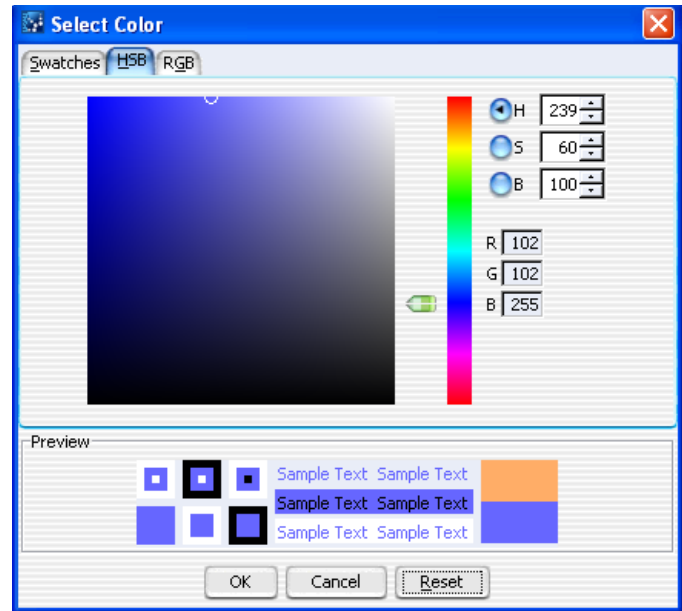 Select Color
Swatches HSB RGB
H 239
S 60
B 100
R 102
G 102
B 255
Preview
Sample Text Sample Text
Sample Text Sample Text
Sample Text Sample Text
OK Cancel Reset